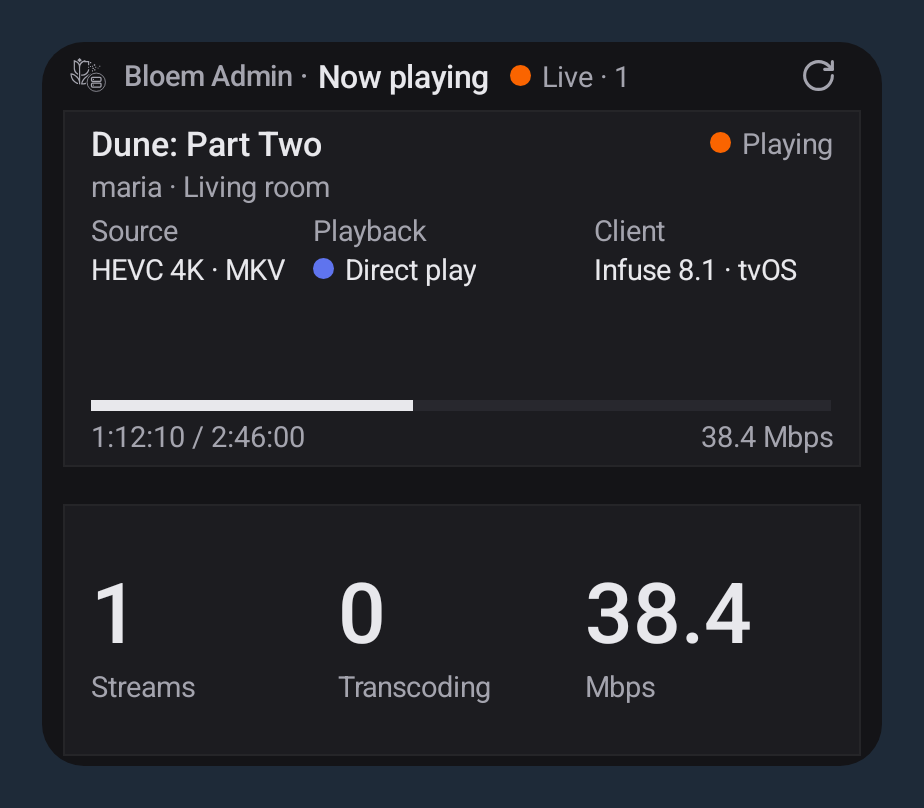 Bloem Admin · Now playing Live · 1
Dune: Part Two Playing
maria · Living room
Source Playback Client
HEVC 4K · MKV Direct play Infuse 8.1 · tvOS
1:12:10 / 2:46:00 38.4 Mbps
1 0 38.4
Streams Transcoding Mbps